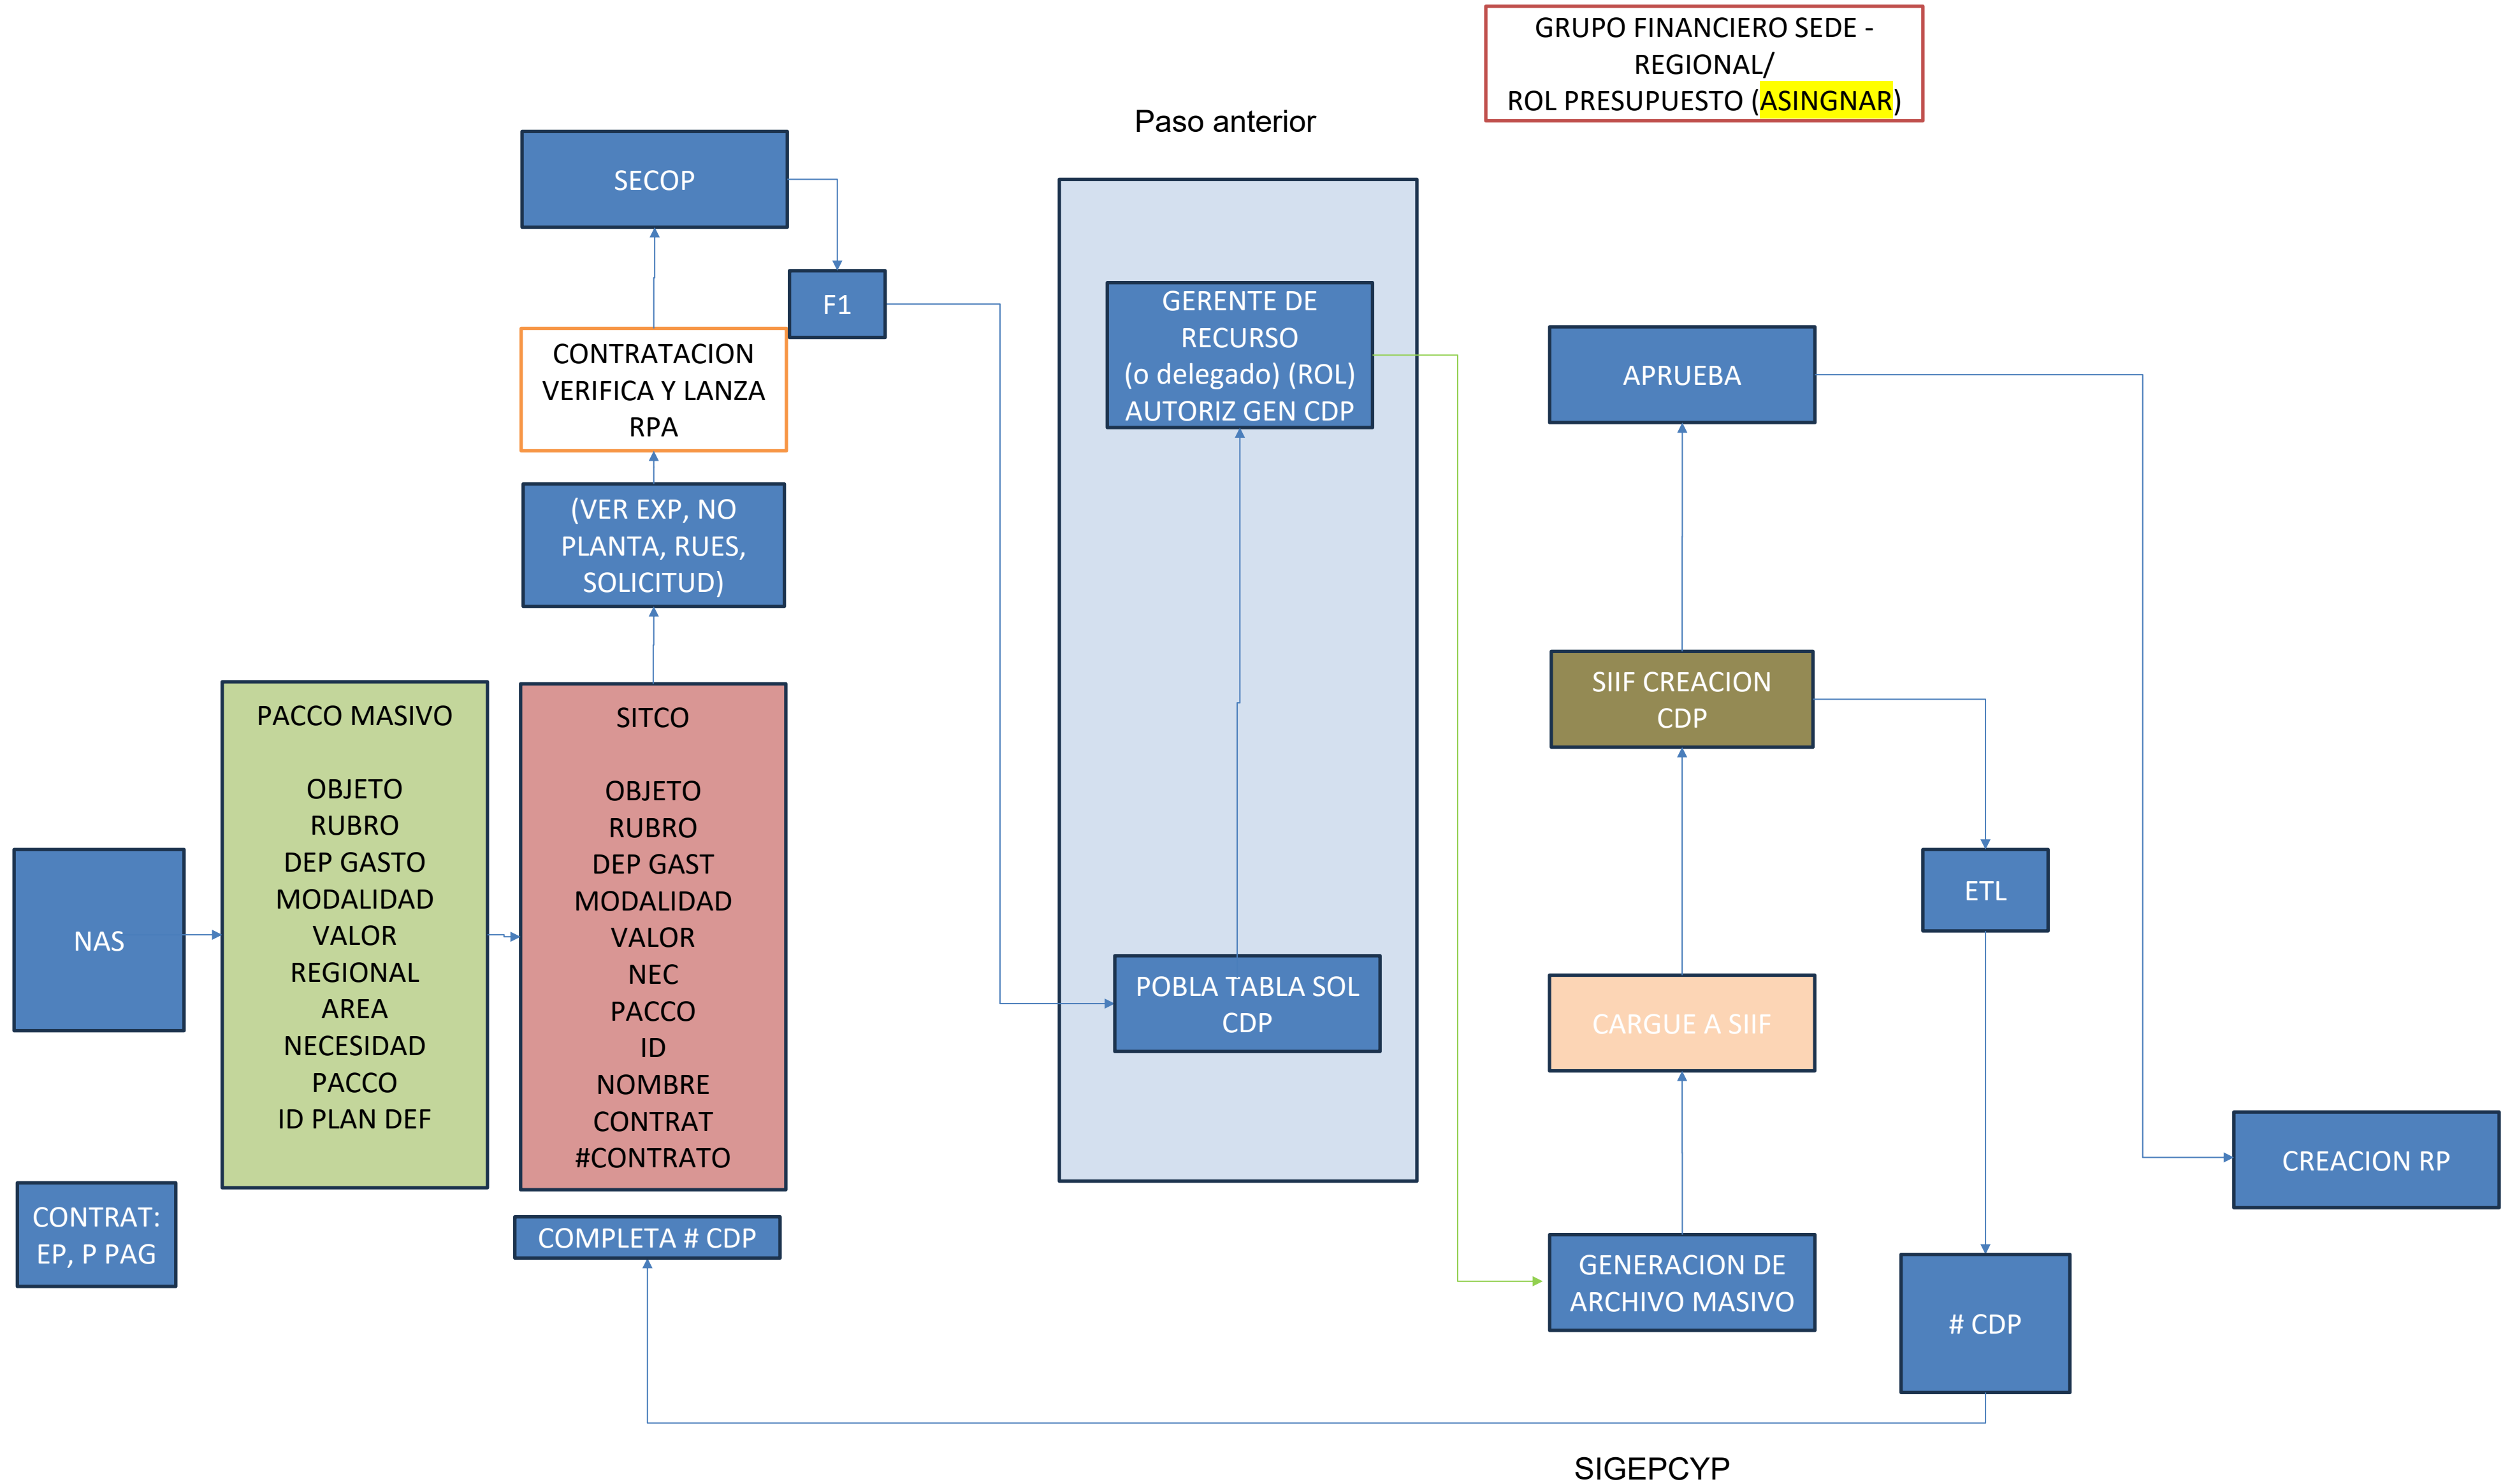 GRUPO FINANCIERO SEDE -
REGIONAL/
ROL PRESUPUESTO (ASINGNAR)
Paso anterior
SECOP
F1
CONTRATACION
VERIFICA Y LANZA
RPA
(VER EXP, NO
PLANTA, RUES,
SOLICITUD)
GERENTE DE
RECURSO
(o delegado) (ROL)
AUTORIZ GEN CDP
APRUEBA
SIIF CREACION
CDP
PACCO MASIVO
OBJETO
RUBRO
DEP GASTO
MODALIDAD
VALOR
REGIONAL
AREA
NECESIDAD
PACCO
ID PLAN DEF
SITCO
OBJETO
RUBRO
DEP GAST
MODALIDAD
VALOR
NEC
PACCO
ID
NOMBRE
CONTRAT
#CONTRATO
NAS
ETL
POBLA TABLA SOL
CDP
CARGUE A SIIF
CREACION RP
CONTRAT:
EP, P PAG
COMPLETA # CDP
GENERACION DE
ARCHIVO MASIVO
# CDP
SIGEPCYP